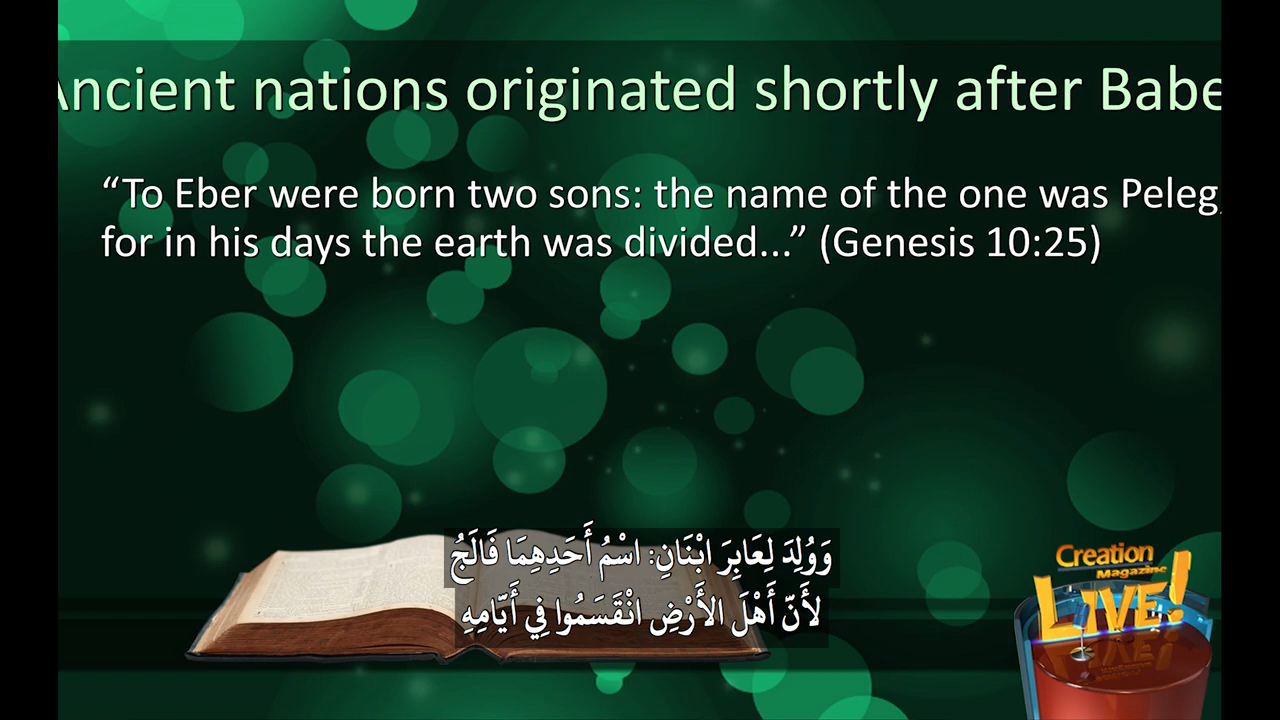 Ancient nations originated shortly after Babe
“To Eber were born two sons: the name of the one was Peleg,
for in his days the earth was divided...” (Genesis 10:25)
وَوُلِدَ لِعَابِرَ ابْنَانِ: اسْمُ أَحَدِهِمَا فَالَجُ
لأَنّ أَهْلَ الأَرْضِ انْقَسَمُوا فِي أَيّامِهِ
Creation
Magazine
LIVE!